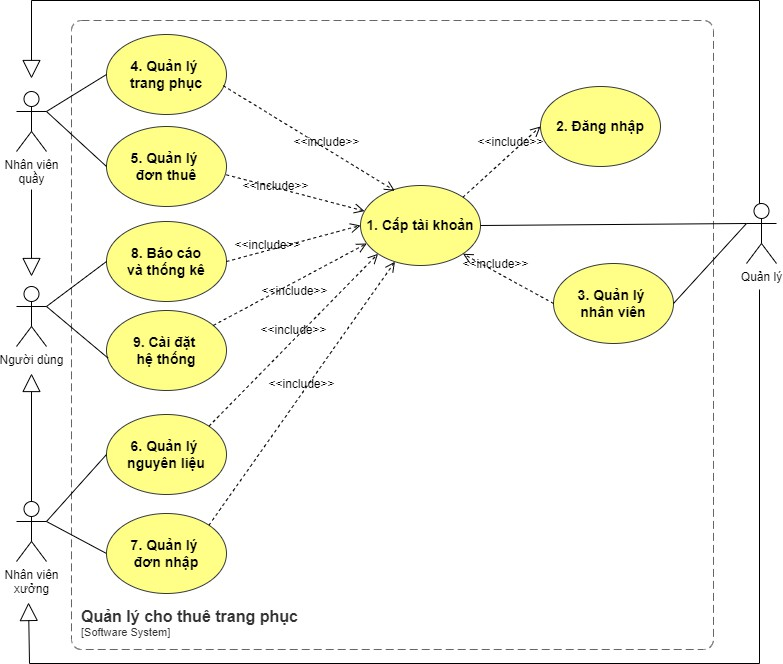 4. Quản lý
trang phục
Nhân viên
quầy
5. Quản lý
đơn thuê
2. Đăng nhập
<<include>>
<<include>>
<<include>>
1. Cấp tài khoản
8. Báo cáo
và thống kê
<<include>>
<<include>>
Quản lý
3. Quản lý
nhân viên
<<include>>
<<include>>
Người dùng
9. Cài đặt
hệ thống
<<include>>
6. Quản lý
nguyên liệu
7. Quản lý
đơn nhập
Nhân viên
xưởng
Quản lý cho thuê trang phục
[Software System]